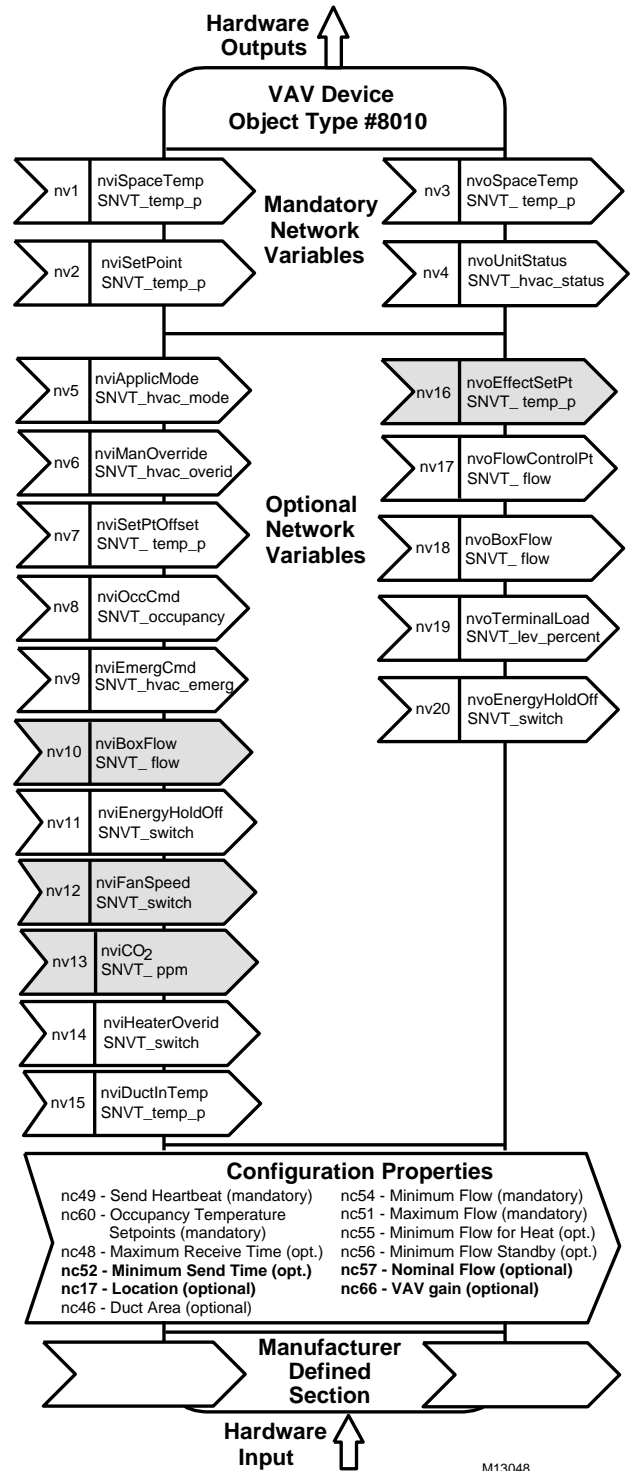 Hardware
Outputs
VAV Device
Object Type #8010
nv1
nviSpaceTemp
SNVT_temp_p
nv2
nviSetPoint
SNVT_temp_p
Mandatory
Network
Variables
nv3
nvoSpaceTemp
SNVT_ temp_p
nv4
nvoUnitStatus
SNVT_hvac_status
nv5
nviApplicMode
SNVT_hvac_mode
nv6
nviManOverride
SNVT_hvac_overid
nv7
nviSetPtOffset
SNVT_ temp_p
nv8
nviOccCmd
SNVT_occupancy
nv9
nviEmergCmd
SNVT_hvac_emerg
nv10
nviBoxFlow
SNVT_ flow
nv11
nviEnergyHoldOff
SNVT_switch
nv12
nviFanSpeed
SNVT_switch
nv13
nviCO2
SNVT_ ppm
nv14
nviHeaterOverid
SNVT_switch
nv15
nviDuctInTemp
SNVT_temp_p
Optional
Network
Variables
nv16
nvoEffectSetPt
SNVT_ temp_p
nv17
nvoFlowControlPt
SNVT_ flow
nv18
nvoBoxFlow
SNVT_ flow
nv19
nvoTerminalLoad
SNVT_lev_percent
nv20
nvoEnergyHoldOff
SNVT_switch
Configuration Properties
nc49 - Send Heartbeat (mandatory)
nc60 - Occupancy Temperature
Setpoints (mandatory)
nc48 - Maximum Receive Time (opt.)
nc52 - Minimum Send Time (opt.)
nc17 - Location (optional)
nc46 - Duct Area (optional)
nc54 - Minimum Flow (mandatory)
nc51 - Maximum Flow (mandatory)
nc55 - Minimum Flow for Heat (opt.)
nc56 - Minimum Flow Standby (opt.)
nc57 - Nominal Flow (optional)
nc66 - VAV gain (optional)
Manufacturer
Defined
Section
Hardware
Input
M13048